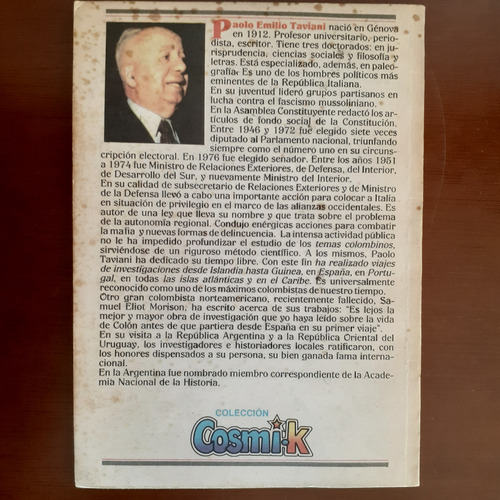 Paolo Emilio Taviani nació en Génova
en 1912. Profesor universitario, perio-
dista, escritor. Tiene tres doctorados: en ju-
risprudencia, ciencias sociales y filosofía y
letras. Está especializado, además, en paleo-
grafía: Es uno de los hombres políticos más
eminentes de la República Italiana.
En su juventud lideró grupos partisanos en
lucha contra el fascismo mussoliniano.
En la Asamblea Constituyente redactó los ar-
tículos de fondo social de la Constitución.
Entre 1946 y 1972 fue elegido siete veces
diputado al Parlamento nacional, triunfando
siempre como el número uno en su circuns-
cripción electoral. En 1976 fue elegido senador. Entre los años 1951
a 1974 fue Ministro de Relaciones Exteriores, de Defensa, del Interior,
de Desarrollo del Sur, y nuevamente Ministro del Interior.
En su calidad de subsecretario de Relaciones Exteriores y de Ministro de
la Defensa llevó a cabo una importante acción para colocar a Italia
en situación de privilegio en el marco de las alianzas occidentales. Es
autor de una ley que lleva su nombre y que trata sobre el problema
de la autonomía regional. Condujo enérgicas acciones para combatir
la mafia y nuevas formas de delincuencia. La intensa actividad pública
no le ha impedido profundizar el estudio de los temas colombinos,
sirviéndose de un riguroso método científico. A los mismos, Paolo
Taviani ha dedicado su tiempo libre. Con este fin ha realizado viajes
de investigaciones desde Islandia hasta Guinea, en España, en Portu-
gal, en todas las islas atlánticas y en el Caribe. Es universalmente
reconocido como uno de los máximos colombistas de nuestro tiempo.
Otro gran colombista norteamericano, recientemente fallecido, Sa-
muel Eliot Morison, ha escrito acerca de sus trabajos: "Es lejos la
mejor y mayor obra de investigación que yo haya leído sobre la vida
de Colón antes de que partiera desde España en su primer viaje".
En su visita a la República Argentina y a la República Oriental del
Uruguay, los investigadores e historiadores locales ratificaron, con
los honores dispensados a su persona, su bien ganada fama interna-
cional.
En la Argentina fue nombrado miembro correspondiente de la Acade-
mia Nacional de la Historia.
COLECCIÓN
Cosmi·k